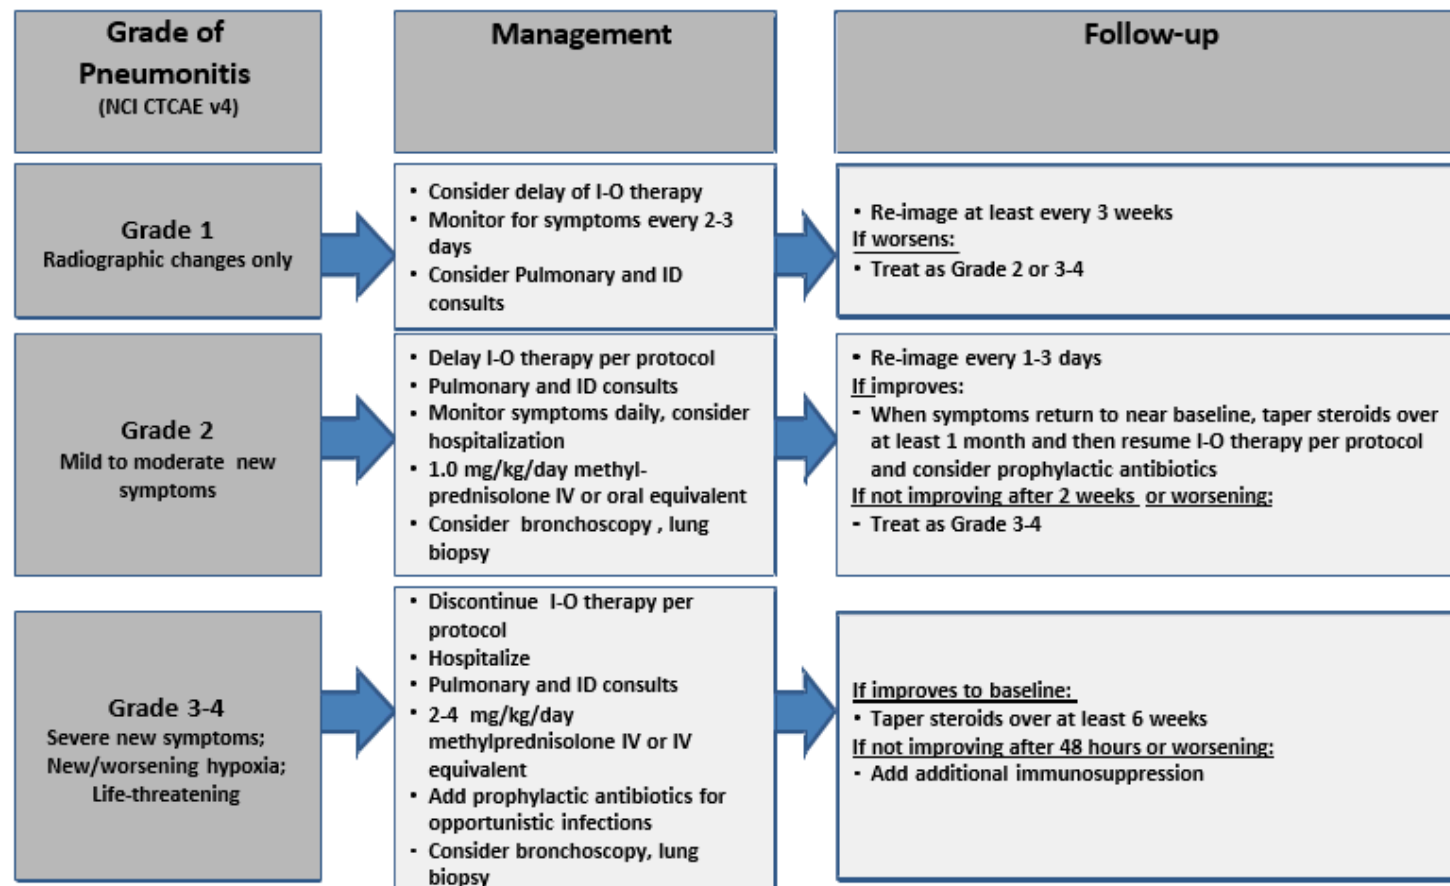 Grade of
Pneumonitis
(NCI CTCAE v4)
Management
Follow-up
Grade 1
Radiographic changes only
• Consider delay of I-O therapy
• Monitor for symptoms every 2-3
days
• Consider Pulmonary and ID
consults
• Re-image at least every 3 weeks
If worsens:
• Treat as Grade 2 or 3-4
Grade 2
Mild to moderate new
symptoms
• Delay I-O therapy per protocol
• Pulmonary and ID consults
• Monitor symptoms daily, consider
hospitalization
• 1.0 mg/kg/day methyl-
prednisolone IV or oral equivalent
• Consider bronchoscopy , lung
biopsy
• Re-image every 1-3 days
If improves:
- When symptoms return to near baseline, taper steroids over
at least 1 month and then resume I-O therapy per protocol
and consider prophylactic antibiotics
If not improving after 2 weeks or worsening:
- Treat as Grade 3-4
Grade 3-4
Severe new symptoms;
New/worsening hypoxia;
Life-threatening
• Discontinue I-O therapy per
protocol
• Hospitalize
• Pulmonary and ID consults
• 2-4 mg/kg/day
methylprednisolone IV or IV
equivalent
• Add prophylactic antibiotics for
opportunistic infections
• Consider bronchoscopy, lung
biopsy
If improves to baseline:
• Taper steroids over at least 6 weeks
If not improving after 48 hours or worsening:
- Add additional immunosuppression